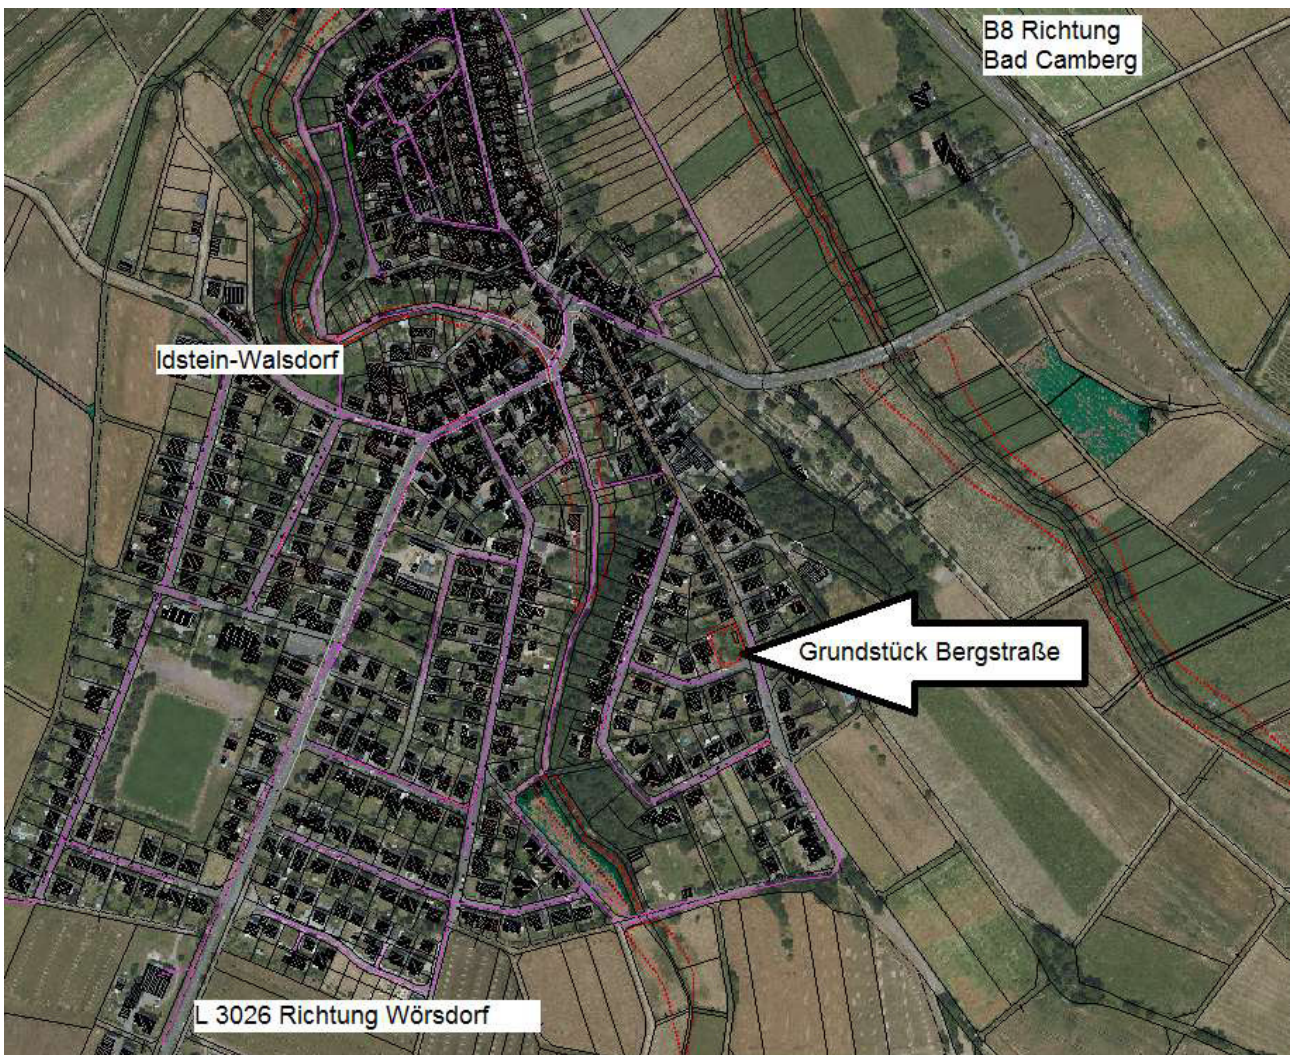 B8 Richtung
Bad Camberg
Idstein-Walsdorf
Grundstück Bergstraße
L 3026 Richtung Wörsdorf